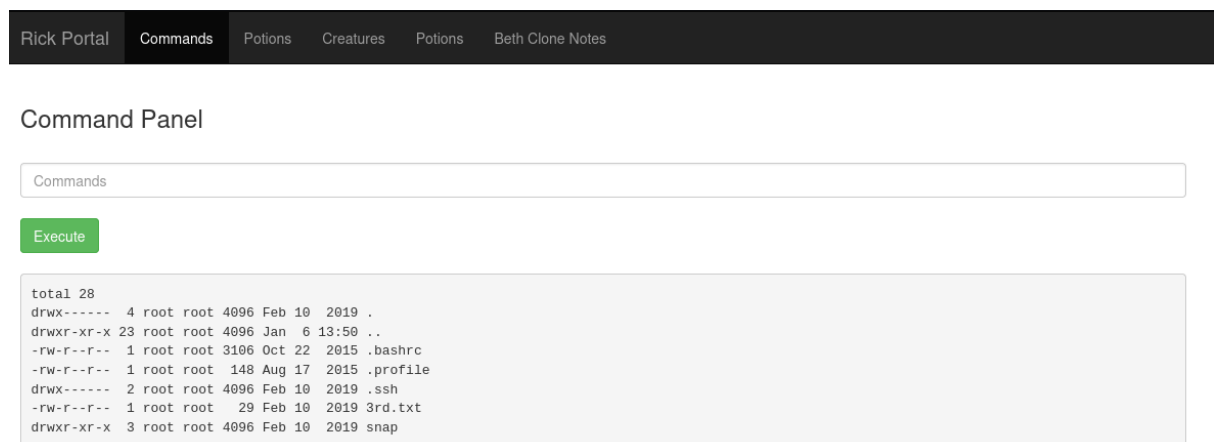 Rick Portal Commands Potions Creatures Potions Beth Clone Notes
Command Panel
Commands
Execute
total 28
drwx------  4 root root 4096 Feb 10  2019 .
drwxr-xr-x 23 root root 4096 Jan  6 13:50 ..
-rw-r--r--  1 root root 3106 Oct 22  2015 .bashrc
-rw-r--r--  1 root root  148 Aug 17  2015 .profile
drwx------  2 root root 4096 Feb 10  2019 .ssh
-rw-r--r--  1 root root   29 Feb 10  2019 3rd.txt
drwxr-xr-x  3 root root 4096 Feb 10  2019 snap